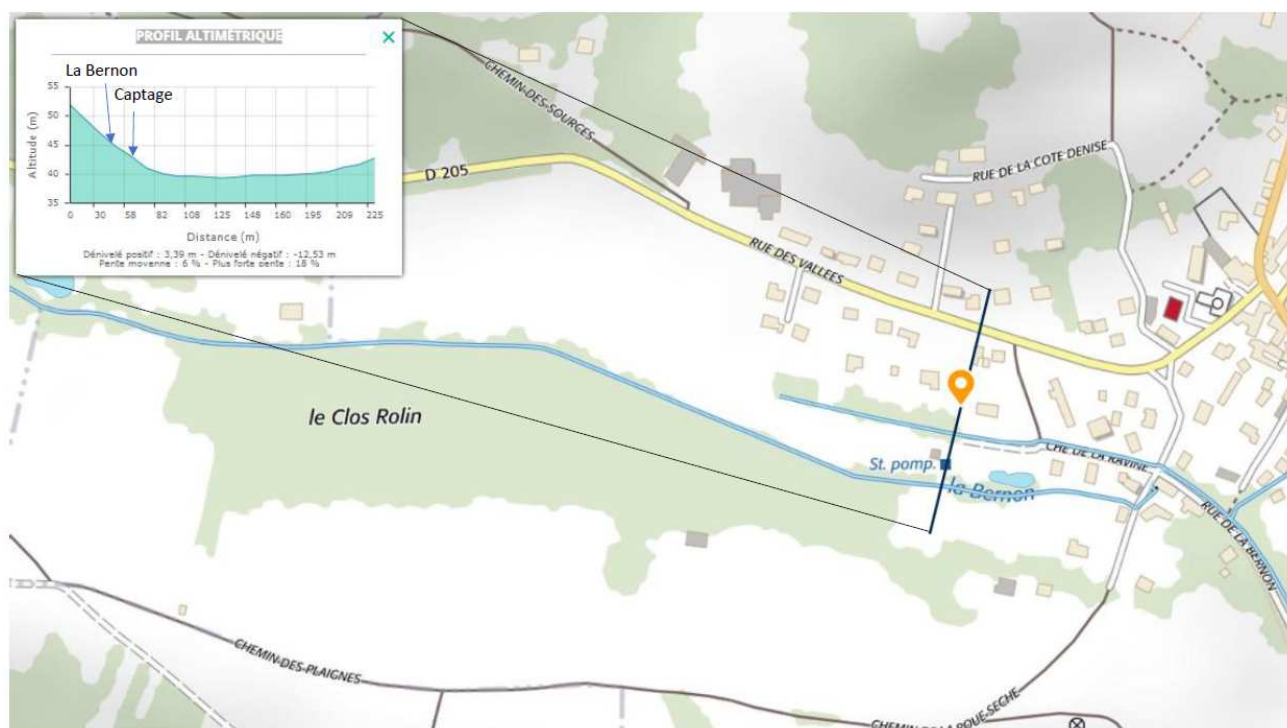 PROFIL ALTIMÉTRIQUE
×
La Bernon
Captage
55
50
45
40
35
Altitude (m)
0 30 58 82 108 125 148 160 195 209 225
Distance (m)
Dénivelé positif : 3,39 m - Dénivelé négatif : -12,53 m
Pente moyenne : 6 % - Plus forte pente : 18 %
CHEMIN-DES-SOURCES
D 205
RUE DE LA COTE DENISE
RUE DES VALLEES
le Clos Rolin
CHE DE LA RAVINE
St. pomp.
la Bernon
RUE DE LA BERNON
CHEMIN-DES-PLAIGNES